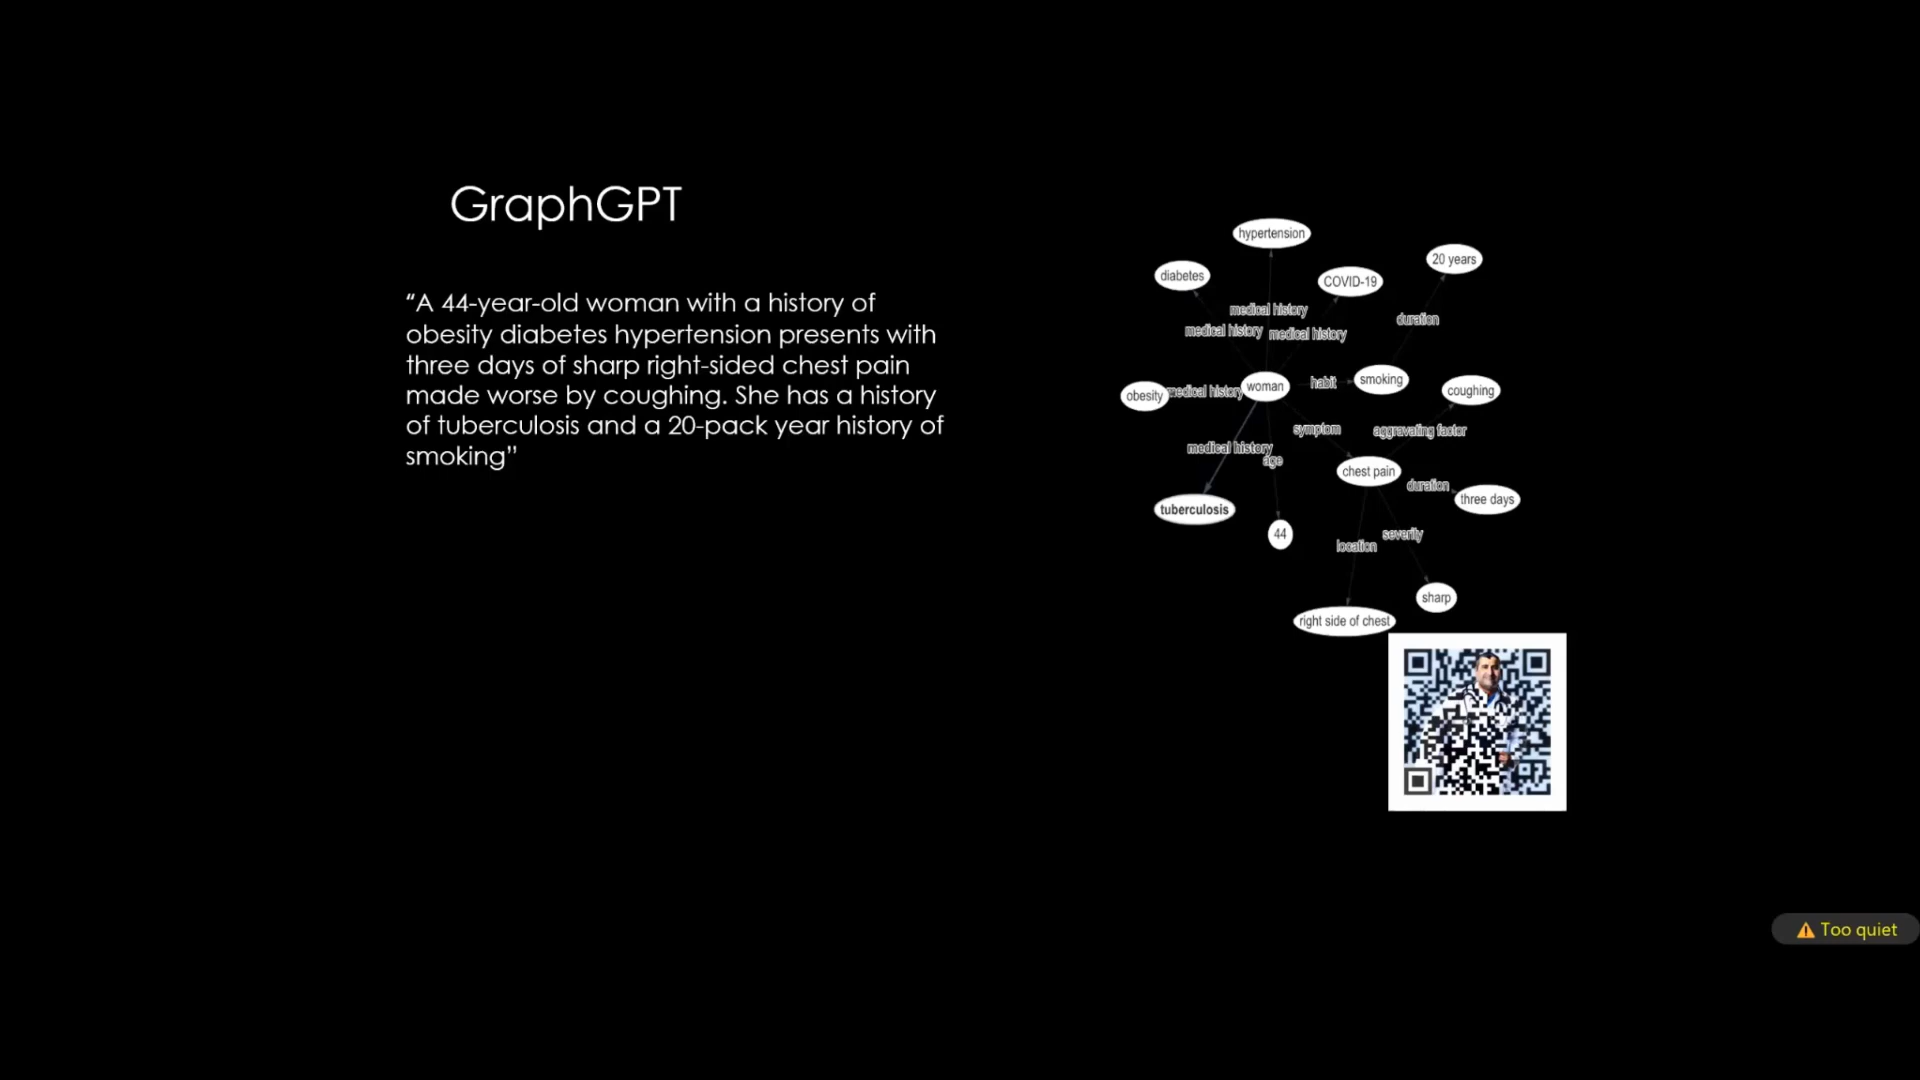 GraphGPT
“A 44-year-old woman with a history of
obesity diabetes hypertension presents with
three days of sharp right-sided chest pain
made worse by coughing. She has a history
of tuberculosis and a 20-pack year history of
smoking”
hypertension
20 years
diabetes
COVID-19
medical history
duration
medical history
medical history
woman
habit
smoking
coughing
obesity
medical history
symptom
aggravating factor
medical history
age
chest pain
duration
three days
tuberculosis
44
severity
location
sharp
right side of chest
Too quiet